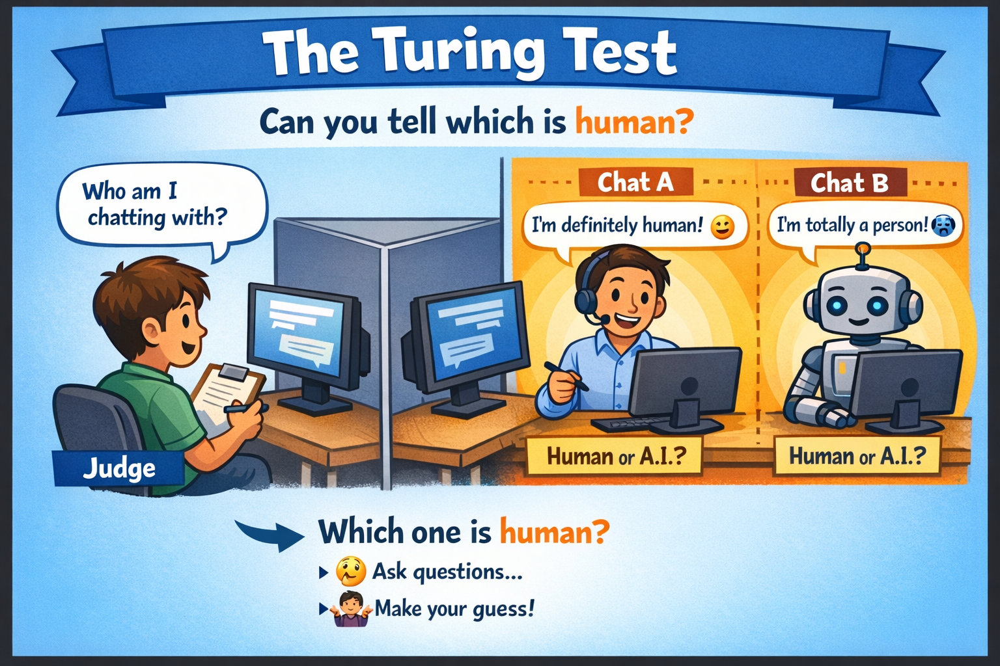 The Turing Test
Can you tell which is human?
Who am I
chatting with?
Chat A
Chat B
I'm definitely human! 😉
I'm totally a person!
Judge
Human or A.I.?
Human or A.I.?
Which one is human?
Ask questions...
Make your guess!